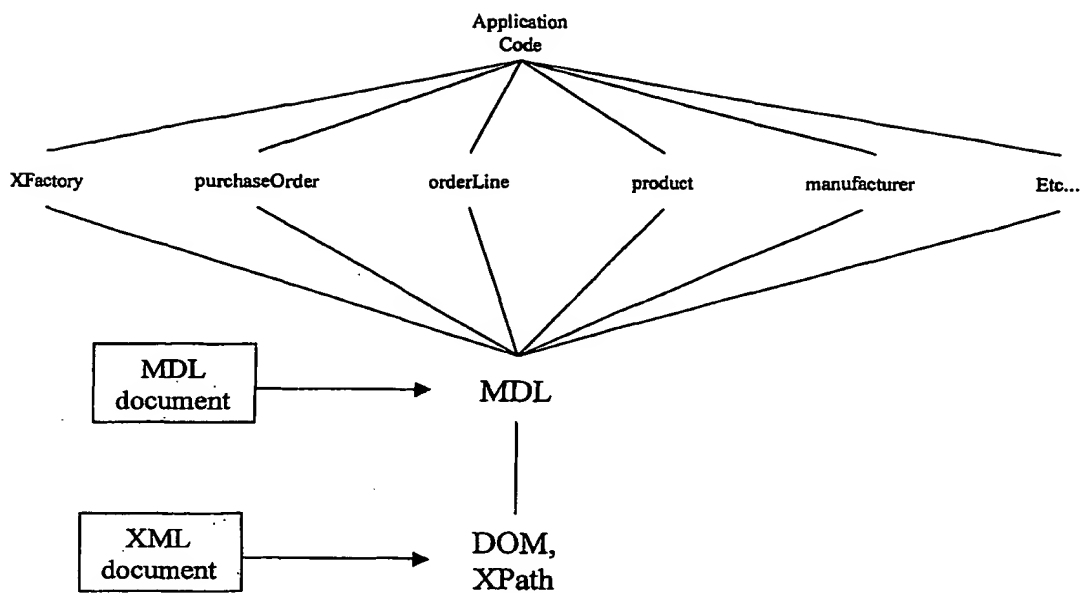 Application
Code
XFactory purchaseOrder orderLine product manufacturer Etc...
MDL
document
MDL
XML
document
DOM,
XPath